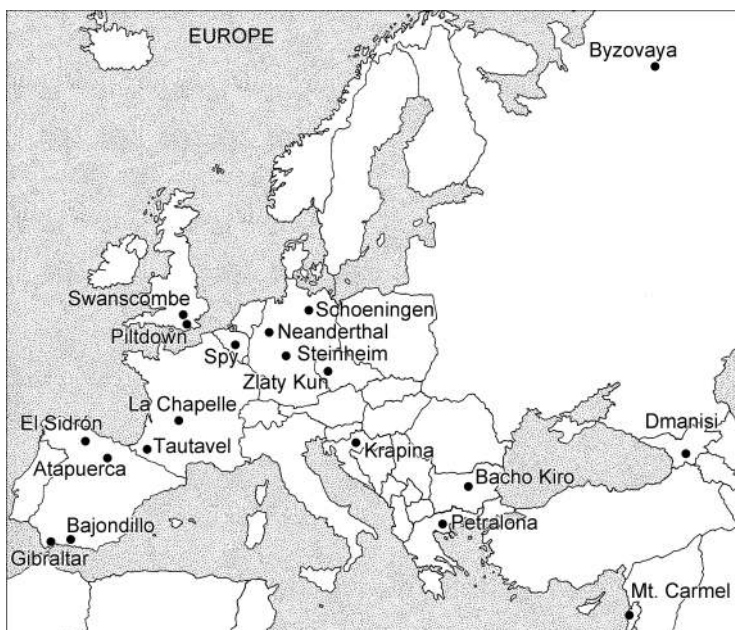 EUROPE
Byzovaya
Swanscombe
Piltdown
Schoeningen
Neanderthal
Spy
Steinheim
Zlaty Kun
La Chapelle
El Sidrón
Tautavel
Atapuerca
Krapina
Dmanisi
Bacho Kiro
Petralona
Bajondillo
Gibraltar
Mt. Carmel